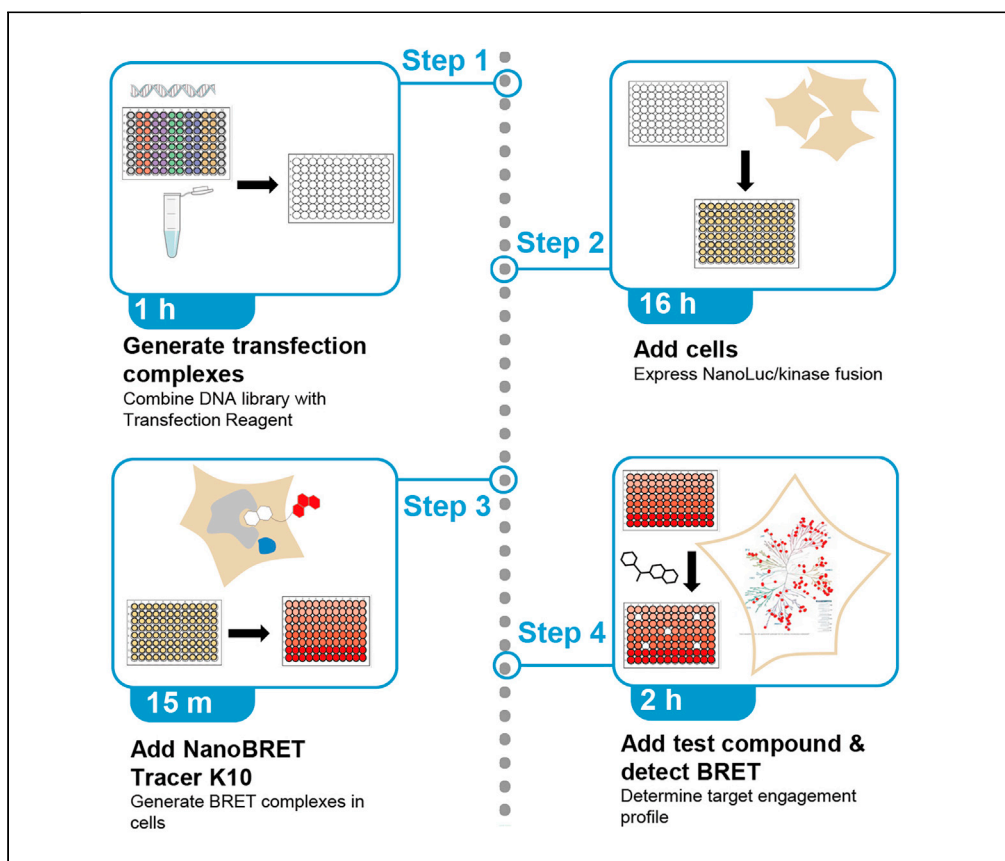 Step 1
1 h
Generate transfection
complexes
Combine DNA library with
Transfection Reagent
Step 2
16 h
Add cells
Express NanoLuc/kinase fusion
Step 3
15 m
Add NanoBRET
Tracer K10
Generate BRET complexes in
cells
Step 4
2 h
Add test compound &
detect BRET
Determine target engagement
profile